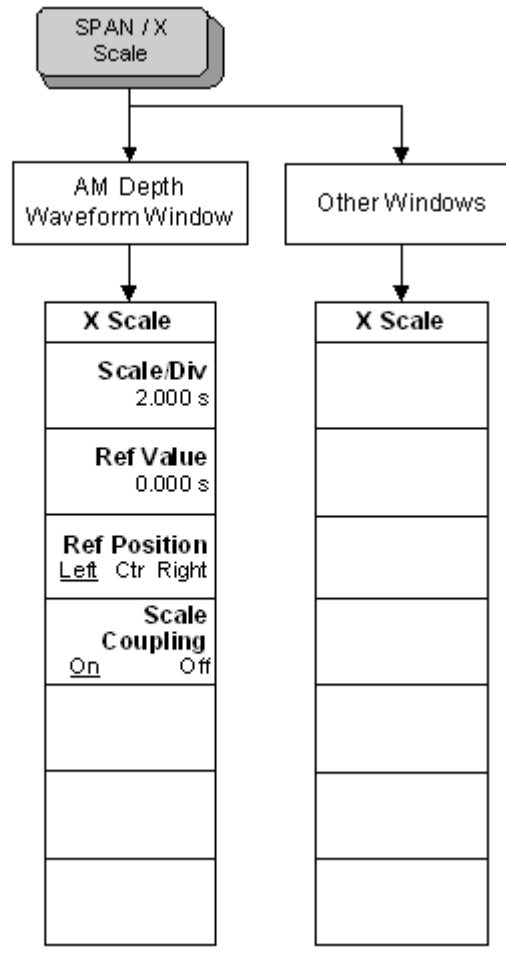 SPAN / X
Scale
AM Depth
Waveform Window
Other Windows
X Scale
Scale/Div
2.000 s
Ref Value
0.000 s
Ref Position
Left Ctr Right
Scale
Coupling
On Off
X Scale